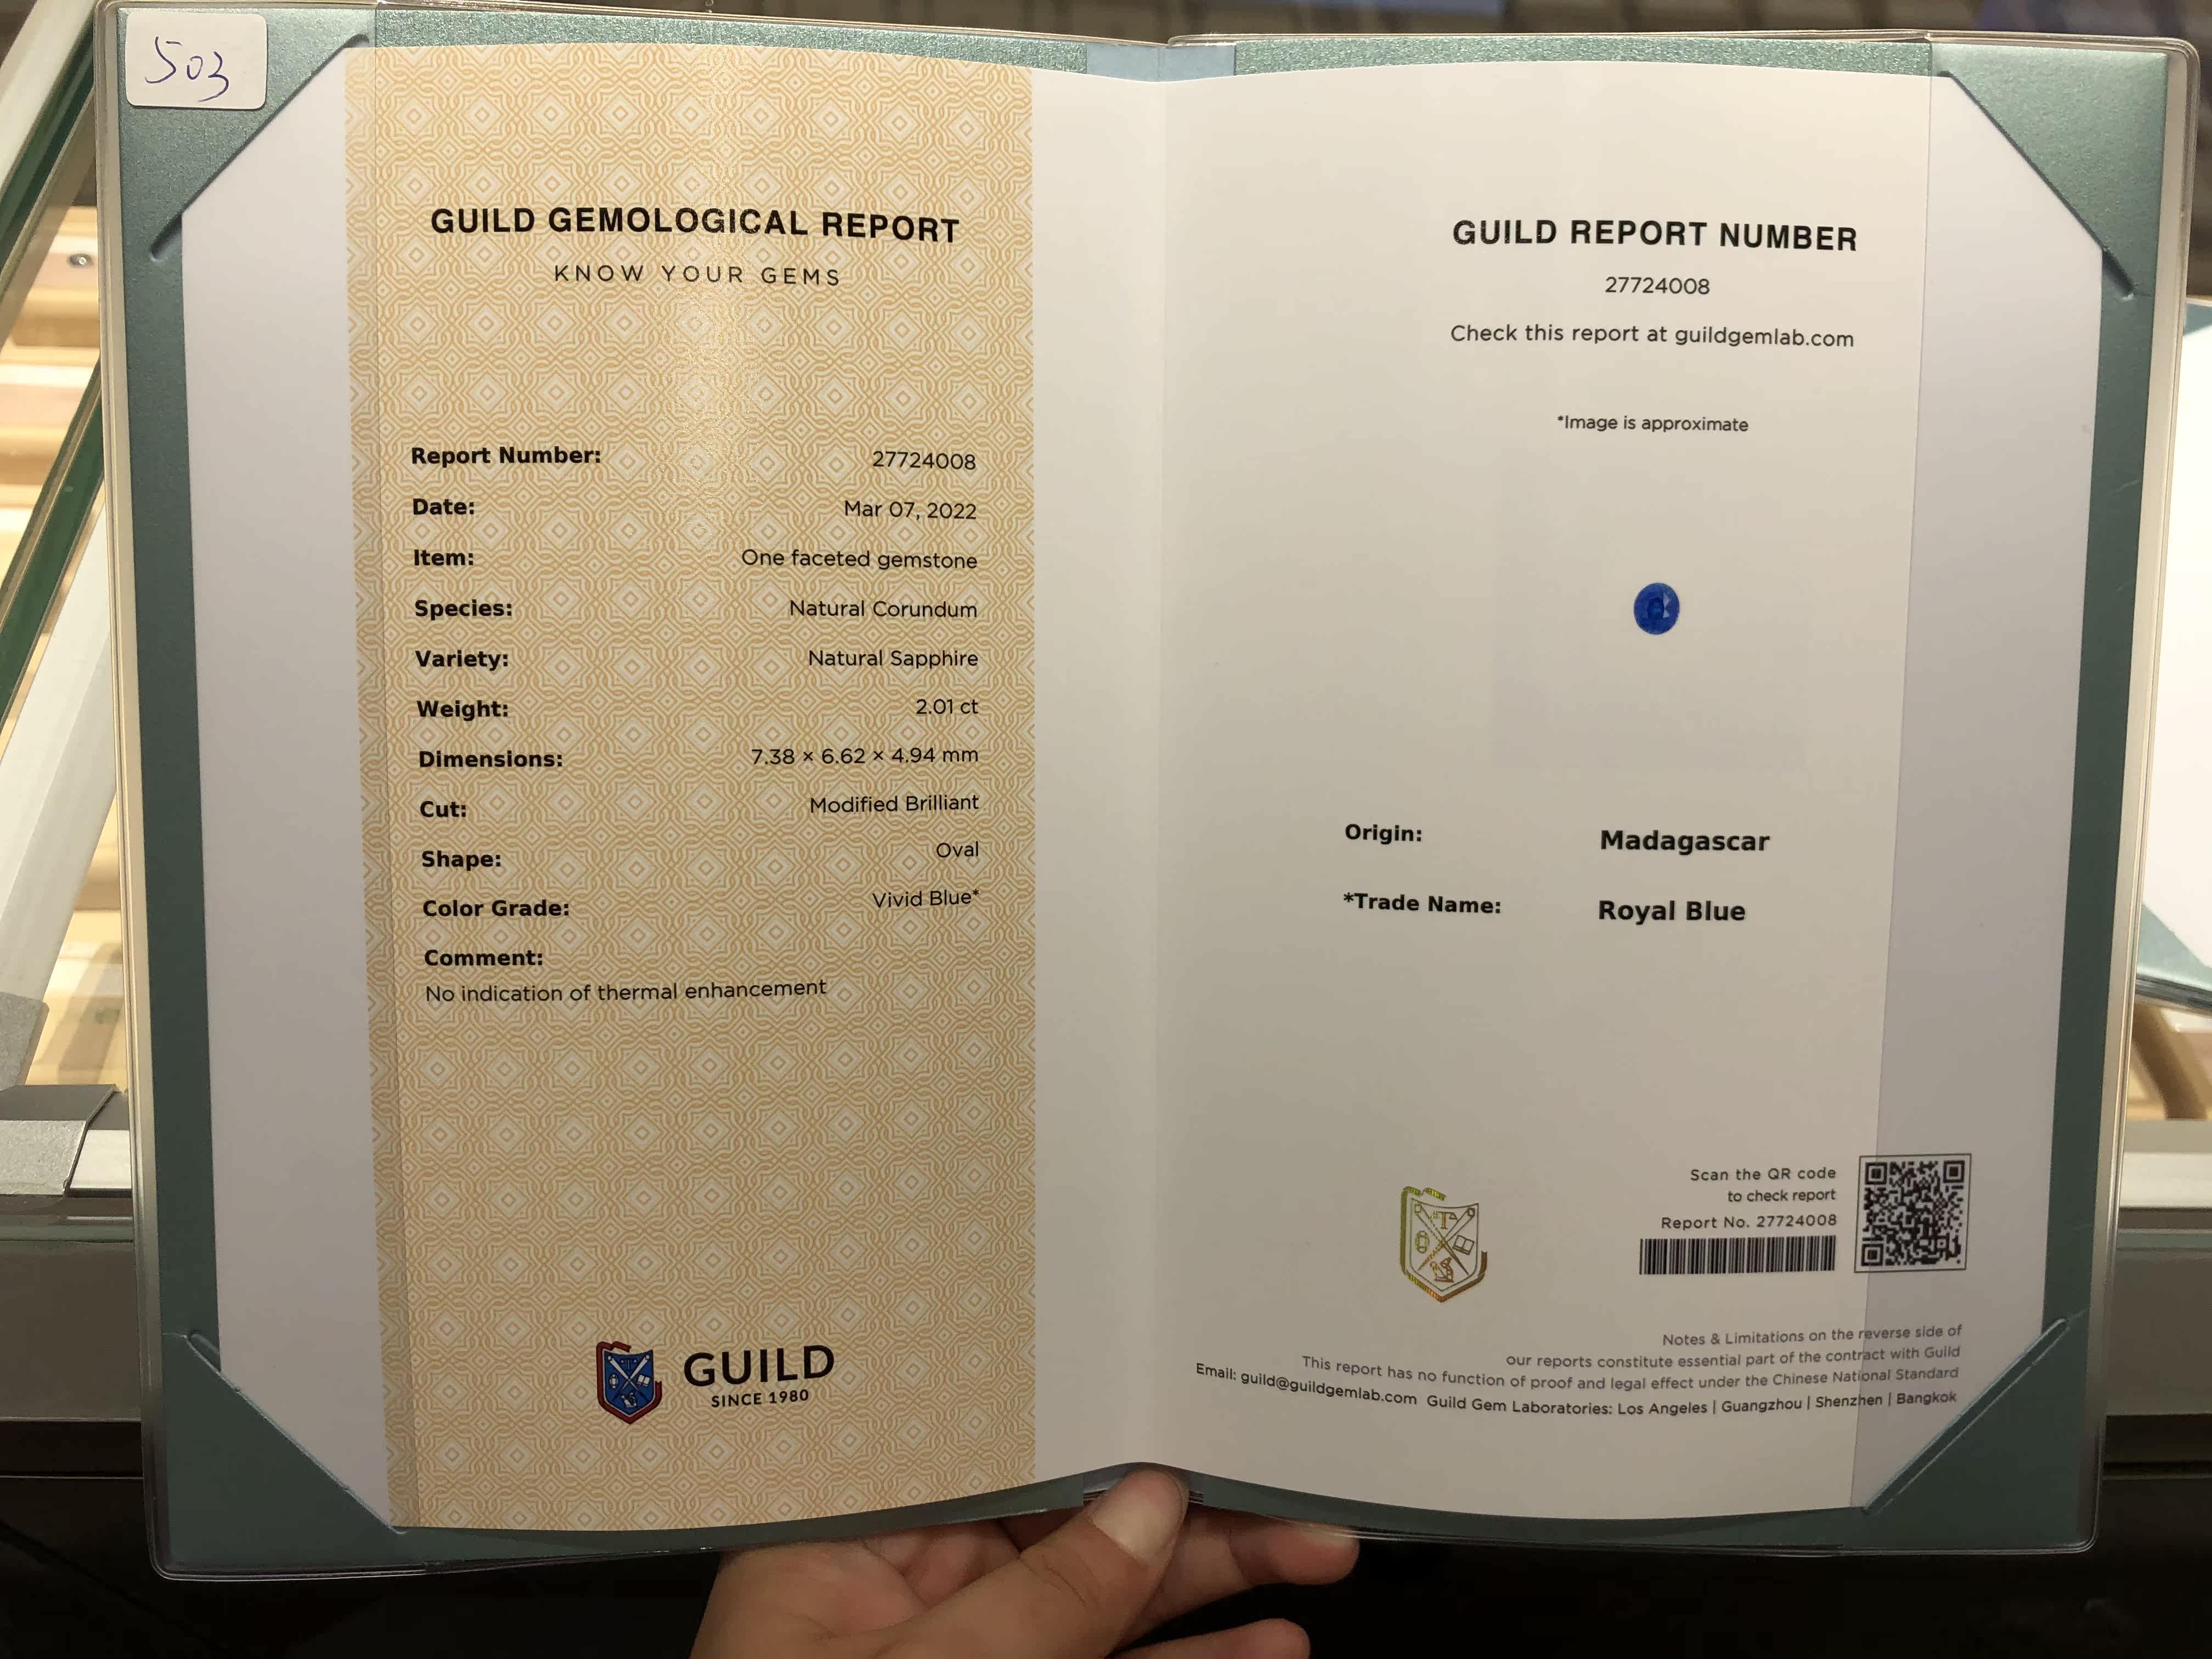 503
GUILD GEMOLOGICAL REPORT
KNOW YOUR GEMS
Report Number: 27724008
Date: Mar 07, 2022
Item: One faceted gemstone
Species: Natural Corundum
Variety: Natural Sapphire
Weight: 2.01 ct
Dimensions: 7.38 × 6.62 × 4.94 mm
Cut: Modified Brilliant
Shape: Oval
Color Grade: Vivid Blue*
Comment:
No indication of thermal enhancement
GUILD
SINCE 1980
GUILD REPORT NUMBER
27724008
Check this report at guildgemlab.com
*Image is approximate
Origin: Madagascar
*Trade Name: Royal Blue
Scan the QR code
to check report
Report No. 27724008
Notes & Limitations on the reverse side of
our reports constitute essential part of the contract with Guild
This report has no function of proof and legal effect under the Chinese National Standard
Email: guild@guildgemlab.com Guild Gem Laboratories: Los Angeles | Guangzhou | Shenzhen | Bangkok